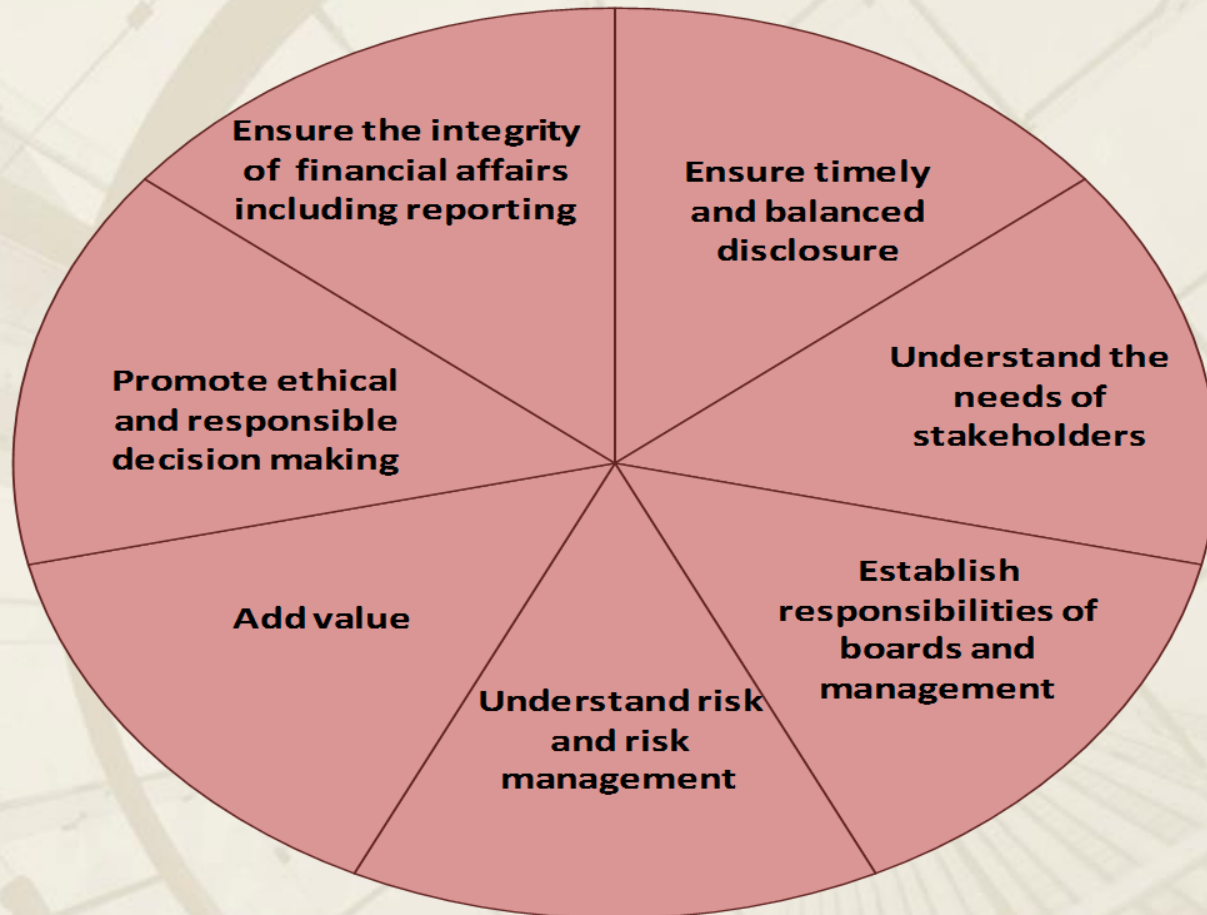 Ensure the integrity
of financial affairs
including reporting
Ensure timely
and balanced
disclosure
Understand the
needs of
stakeholders
Establish
responsibilities of
boards and
management
Understand risk
and risk
management
Add value
Promote ethical
and responsible
decision making